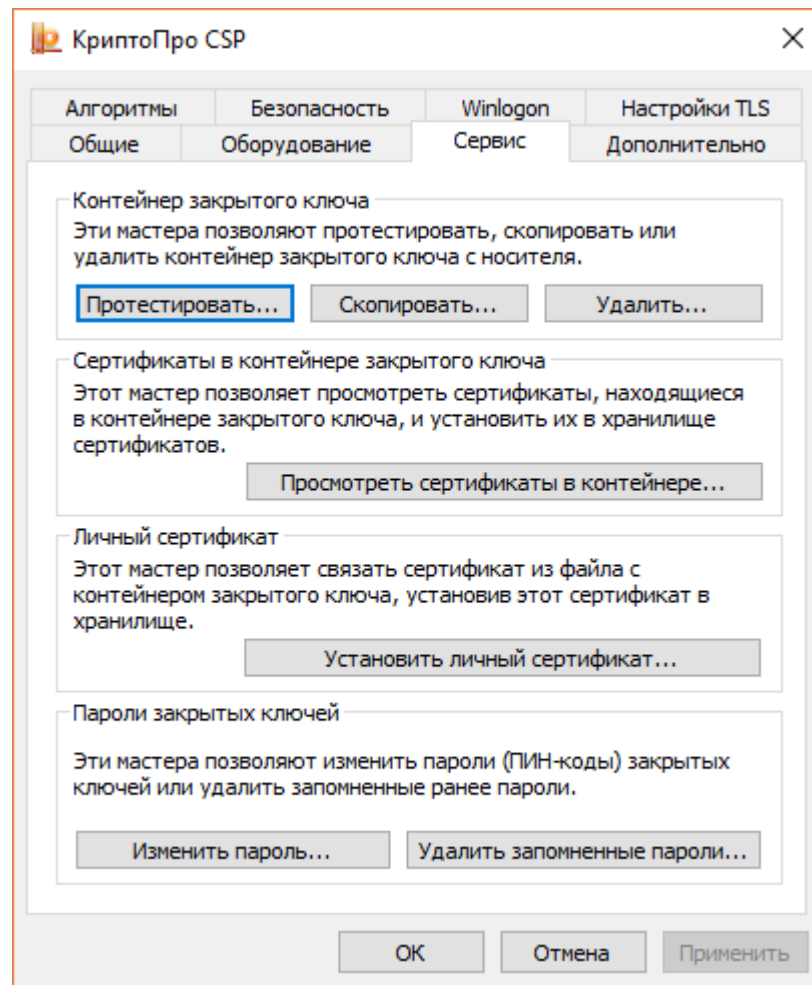 КриптоПро CSP
Алгоритмы Безопасность Winlogon Настройки TLS
Общие Оборудование Сервис Дополнительно
Контейнер закрытого ключа
Эти мастера позволяют протестировать, скопировать или
удалить контейнер закрытого ключа с носителя.
Протестировать... Скопировать... Удалить...
Сертификаты в контейнере закрытого ключа
Этот мастер позволяет просмотреть сертификаты, находящиеся
в контейнере закрытого ключа, и установить их в хранилище
сертификатов.
Просмотреть сертификаты в контейнере...
Личный сертификат
Этот мастер позволяет связать сертификат из файла с
контейнером закрытого ключа, установив этот сертификат в
хранилище.
Установить личный сертификат...
Пароли закрытых ключей
Эти мастера позволяют изменить пароли (ПИН-коды) закрытых
ключей или удалить запомненные ранее пароли.
Изменить пароль... Удалить запомненные пароли...
ОК Отмена Применить